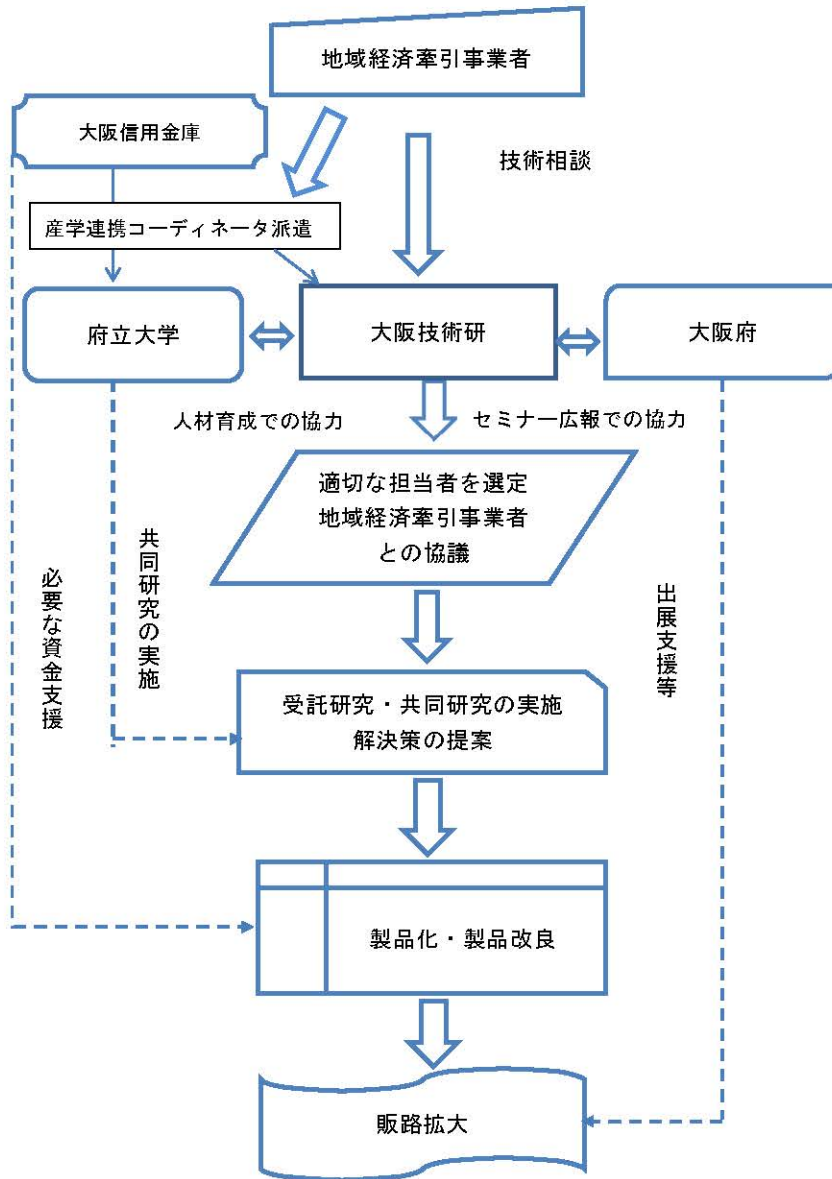 地域経済牽引事業者
大阪信用金庫
技術相談
産学連携コーディネータ派遣
府立大学
大阪技術研
大阪府
人材育成での協力
セミナー広報での協力
適切な担当者を選定
地域経済牽引事業者
との協議
必要な資金支援
共同研究の実施
出展支援等
受託研究・共同研究の実施
解決策の提案
製品化・製品改良
販路拡大